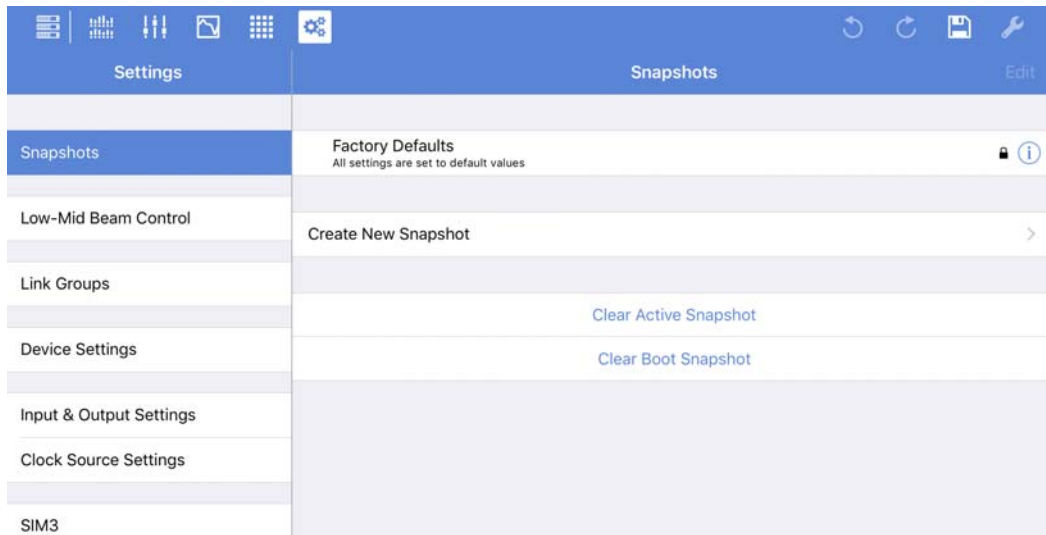 Settings
Snapshots
Edit
Snapshots
Low-Mid Beam Control
Link Groups
Device Settings
Input & Output Settings
Clock Source Settings
SIM3
Factory Defaults
All settings are set to default values
Create New Snapshot
Clear Active Snapshot
Clear Boot Snapshot